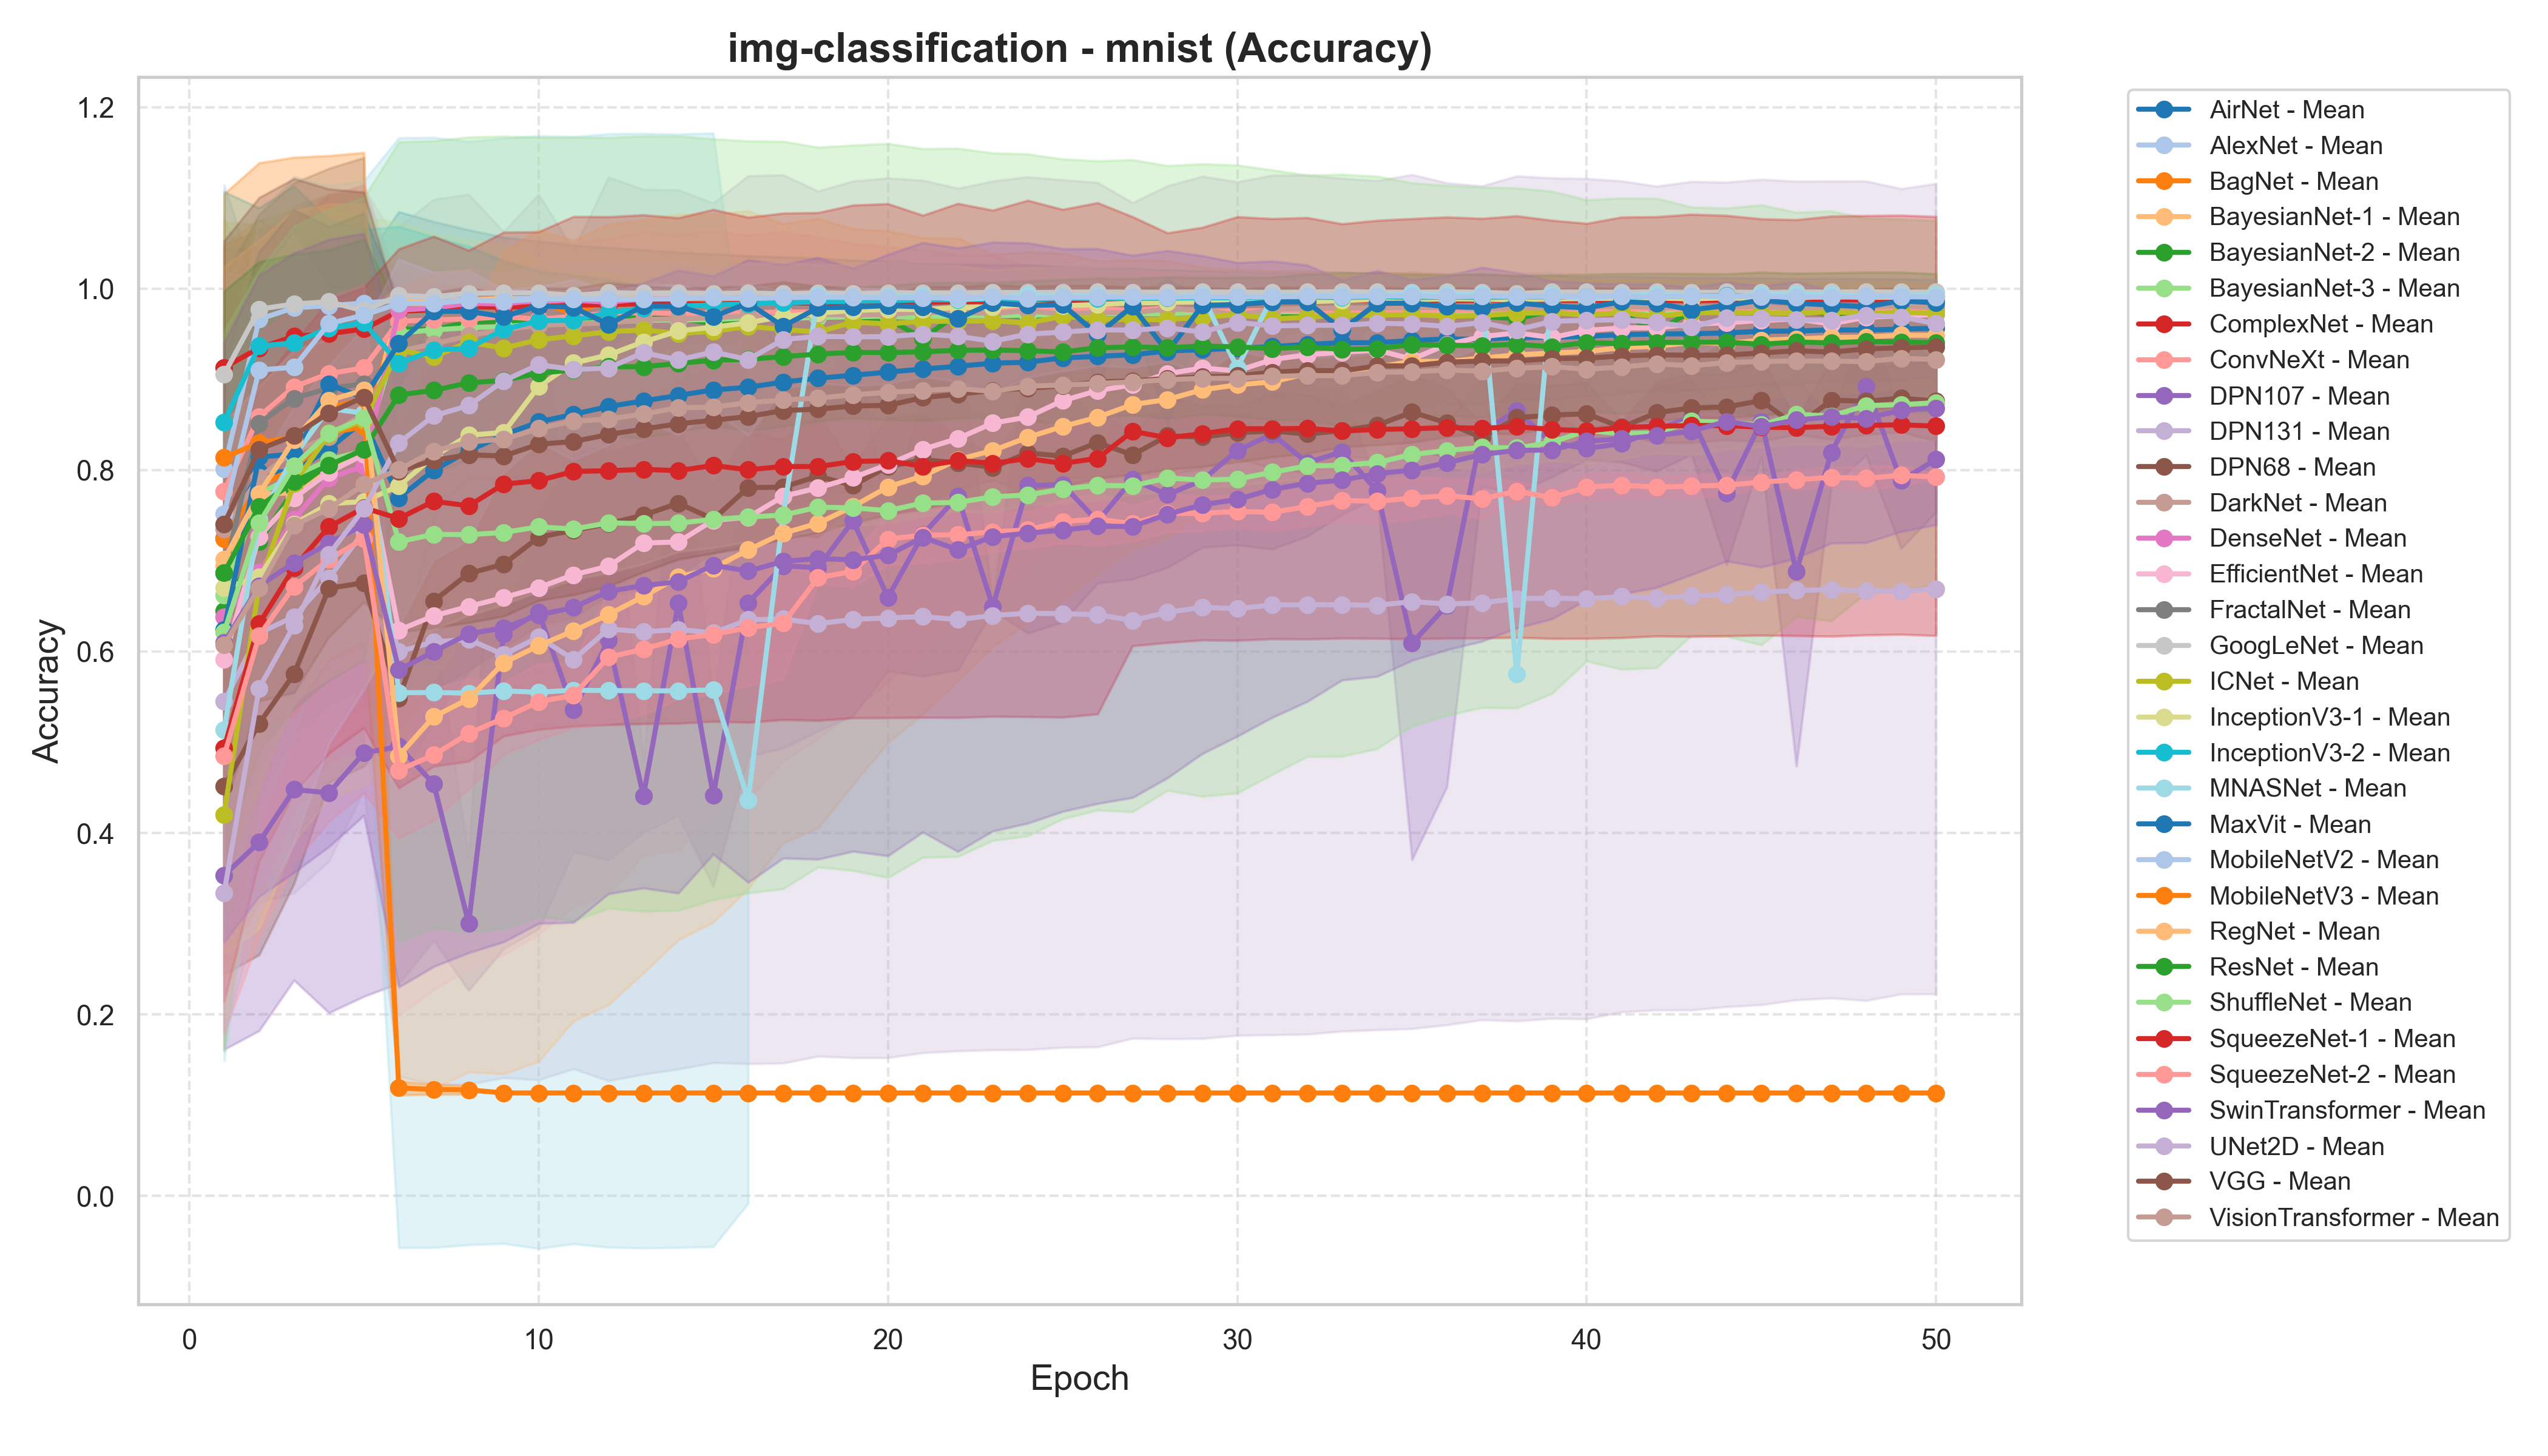 img-classification - mnist (Accuracy)
1.2
1.0
0.8
0.6
0.4
0.2
0.0
Accuracy
0 10 20 30 40 50
Epoch
AirNet - Mean
AlexNet - Mean
BagNet - Mean
BayesianNet-1 - Mean
BayesianNet-2 - Mean
BayesianNet-3 - Mean
ComplexNet - Mean
ConvNeXt - Mean
DPN107 - Mean
DPN131 - Mean
DPN68 - Mean
DarkNet - Mean
DenseNet - Mean
EfficientNet - Mean
FractalNet - Mean
GoogLeNet - Mean
ICNet - Mean
InceptionV3-1 - Mean
InceptionV3-2 - Mean
MNASNet - Mean
MaxVit - Mean
MobileNetV2 - Mean
MobileNetV3 - Mean
RegNet - Mean
ResNet - Mean
ShuffleNet - Mean
SqueezeNet-1 - Mean
SqueezeNet-2 - Mean
SwinTransformer - Mean
UNet2D - Mean
VGG - Mean
VisionTransformer - Mean